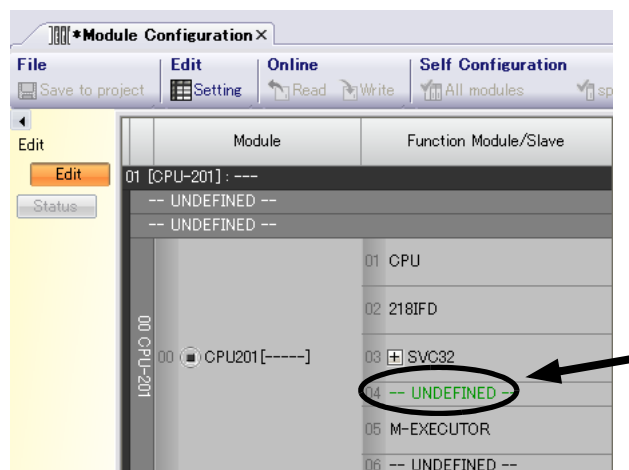 *Module Configuration×
File Edit Online Self Configuration
Save to project Setting Read Write All modules sp
Edit
Module Function Module/Slave
Edit
01 [CPU-201] : ---
Status
-- UNDEFINED --
-- UNDEFINED --
01 CPU
02 218IFD
00 CPU-201
00 CPU201[-----]
03 + SVC32
04 -- UNDEFINED --
05 M-EXECUTOR
06 -- UNDEFINED --